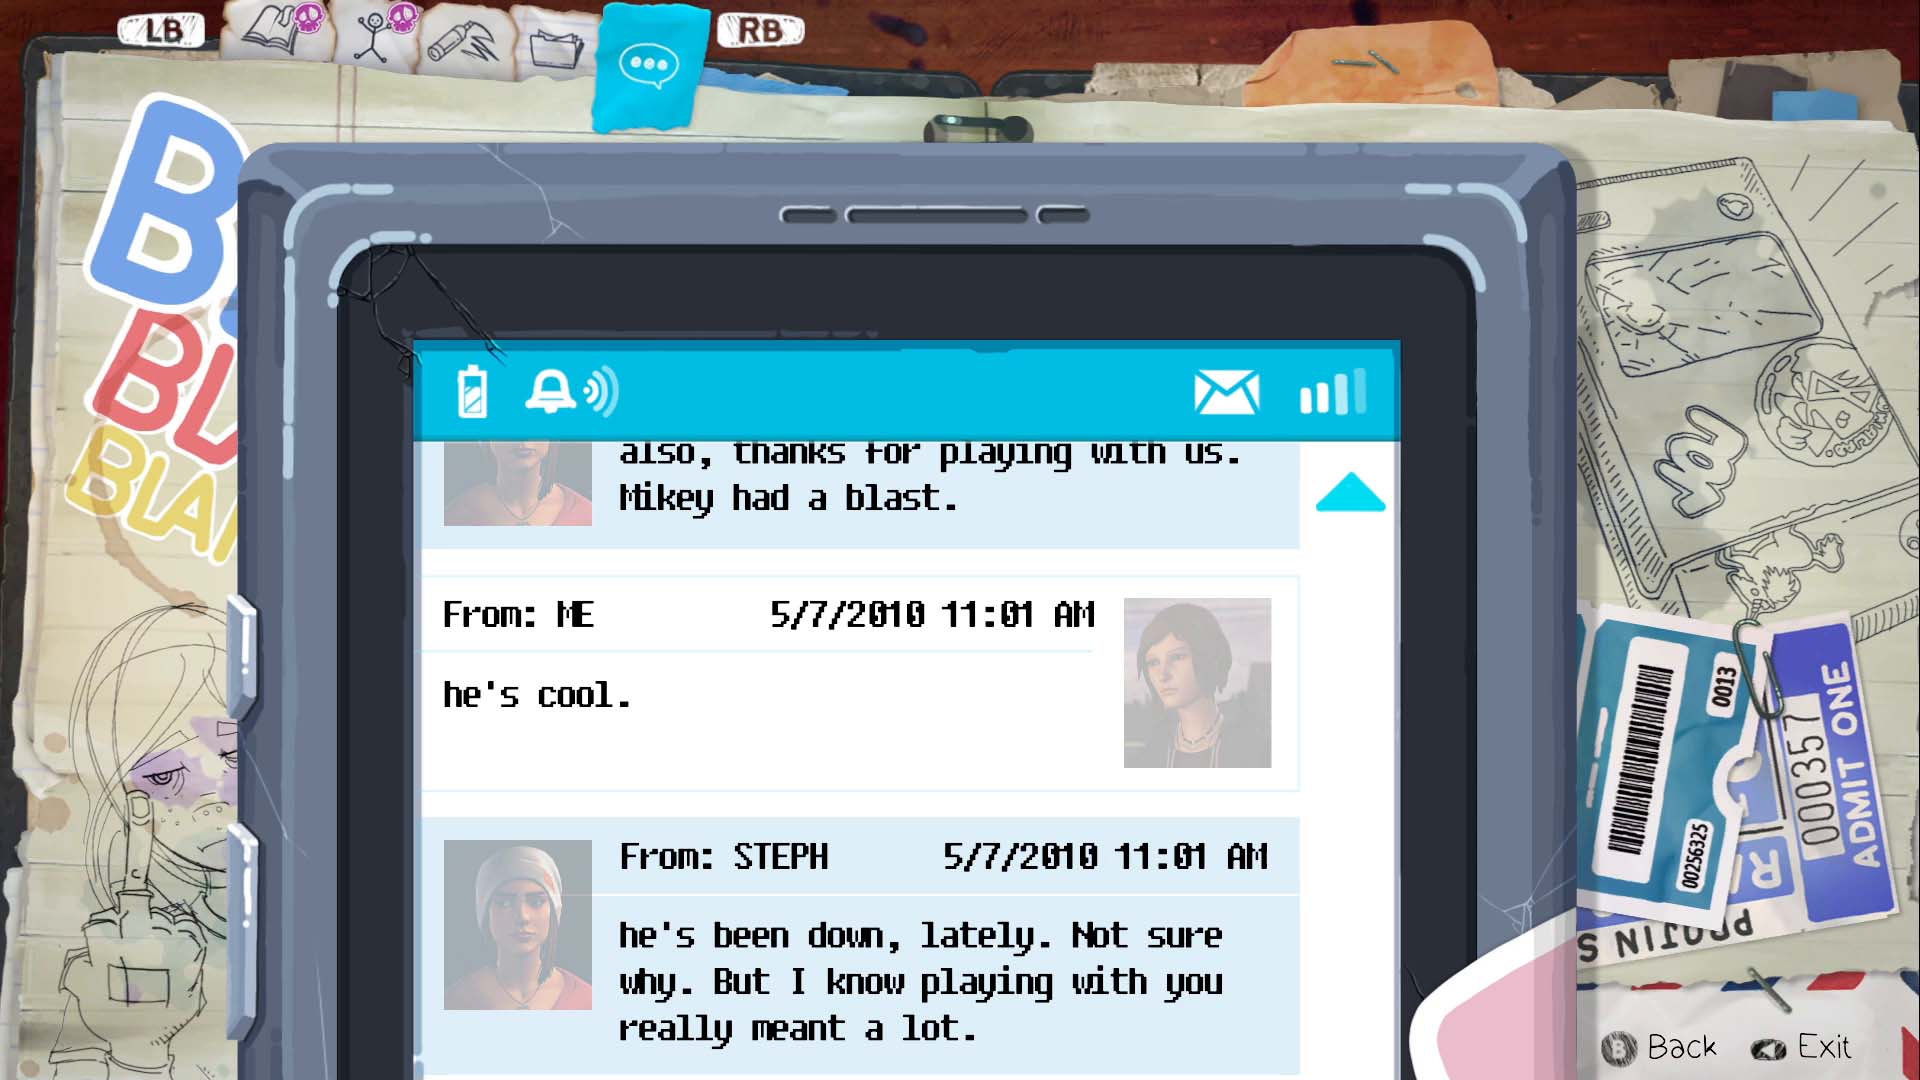 LB
RB
also, thanks for playing with us.
Mikey had a blast.
From: ME
5/7/2010 11:01 AM
he's cool.
From: STEPH
5/7/2010 11:01 AM
he's been down, lately. Not sure
why. But I know playing with you
really meant a lot.
0013
00256325
000357
ADMIT ONE
B Back
Exit